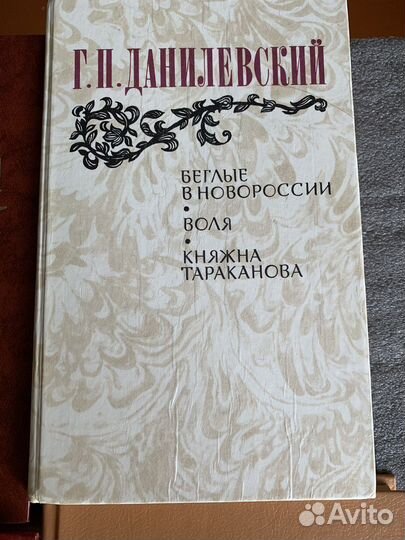 Г.П. ДАНИЛЕВСКИЙ
БЕГЛЫЕ
В НОВОРОССИИ
•
ВОЛЯ
•
КНЯЖНА
ТАРАКАНОВА
Avito